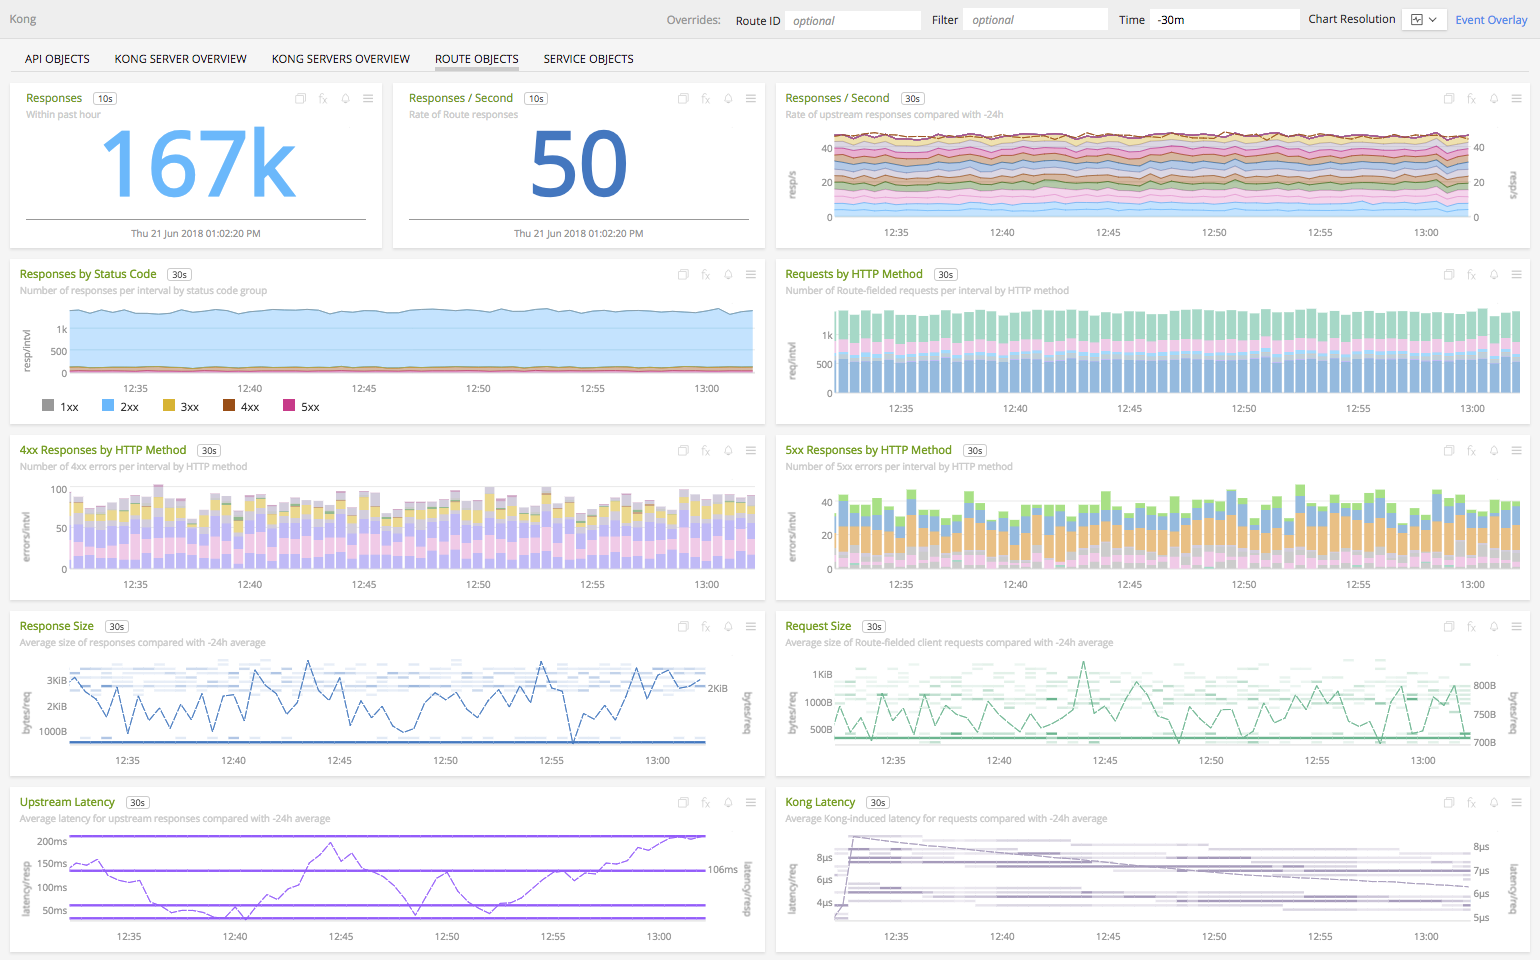 Kong Overrides: Route ID optional Filter optional Time -30m Chart Resolution Event Overlay
API OBJECTS KONG SERVER OVERVIEW KONG SERVERS OVERVIEW ROUTE OBJECTS SERVICE OBJECTS
Responses 10s fx
Within past hour
167k
Thu 21 Jun 2018 01:02:20 PM
Responses / Second 10s fx
Rate of Route responses
50
Thu 21 Jun 2018 01:02:20 PM
Responses / Second 30s fx
Rate of upstream responses compared with -24h
resp/s
40
20
0
40
20
0
resp/s
12:35 12:40 12:45 12:50 12:55 13:00
Responses by Status Code 30s fx
Number of responses per interval by status code group
resp/intvl
1k
500
0
12:35 12:40 12:45 12:50 12:55 13:00
1xx 2xx 3xx 4xx 5xx
Requests by HTTP Method 30s fx
Number of Route-fielded requests per interval by HTTP method
req/intvl
1k
500
0
12:35 12:40 12:45 12:50 12:55 13:00
4xx Responses by HTTP Method 30s fx
Number of 4xx errors per interval by HTTP method
errors/intvl
100
50
0
12:35 12:40 12:45 12:50 12:55 13:00
5xx Responses by HTTP Method 30s fx
Number of 5xx errors per interval by HTTP method
errors/intvl
40
20
0
12:35 12:40 12:45 12:50 12:55 13:00
Response Size 30s fx
Average size of responses compared with -24h average
bytes/req
3KiB
2KiB
1000B
2KiB
bytes/req
12:35 12:40 12:45 12:50 12:55 13:00
Request Size 30s fx
Average size of Route-fielded client requests compared with -24h average
bytes/req
1KiB
1000B
500B
800B
750B
700B
bytes/req
12:35 12:40 12:45 12:50 12:55 13:00
Upstream Latency 30s fx
Average latency for upstream responses compared with -24h average
latency/resp
200ms
150ms
100ms
50ms
106ms
latency/resp
12:35 12:40 12:45 12:50 12:55 13:00
Kong Latency 30s fx
Average Kong-induced latency for requests compared with -24h average
latency/req
8µs
6µs
4µs
8µs
7µs
6µs
5µs
latency/req
12:35 12:40 12:45 12:50 12:55 13:00